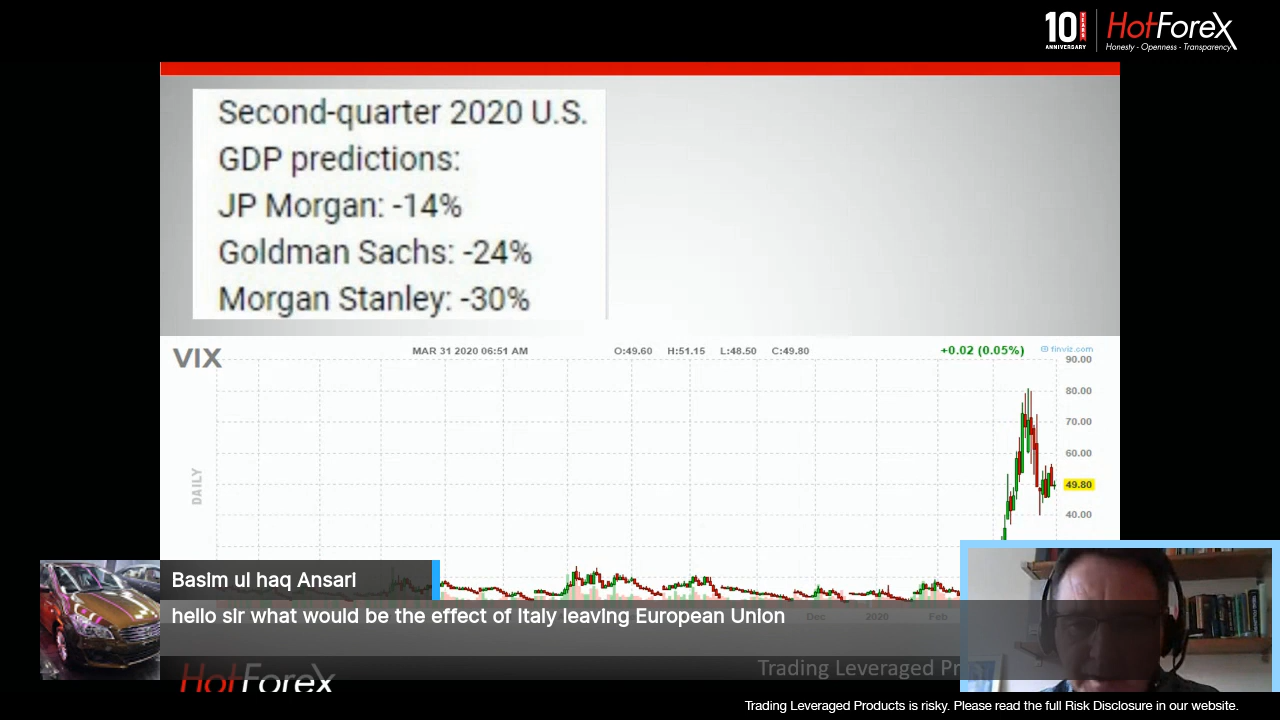 10 YEARS
ANNIVERSARY
HotForex
Honesty - Openness - Transparency
Second-quarter 2020 U.S.
GDP predictions:
JP Morgan: -14%
Goldman Sachs: -24%
Morgan Stanley: -30%
VIX
MAR 31 2020 06:51 AM
O:49.60 H:51.15 L:48.50 C:49.80
+0.02 (0.05%)
finviz.com
90.00
80.00
70.00
60.00
49.80
40.00
DAILY
Dec 2020 Feb
Basim ul haq Ansari
hello sir what would be the effect of Italy leaving European Union
HotForex
Trading Leveraged Pr
Trading Leveraged Products is risky. Please read the full Risk Disclosure in our website.